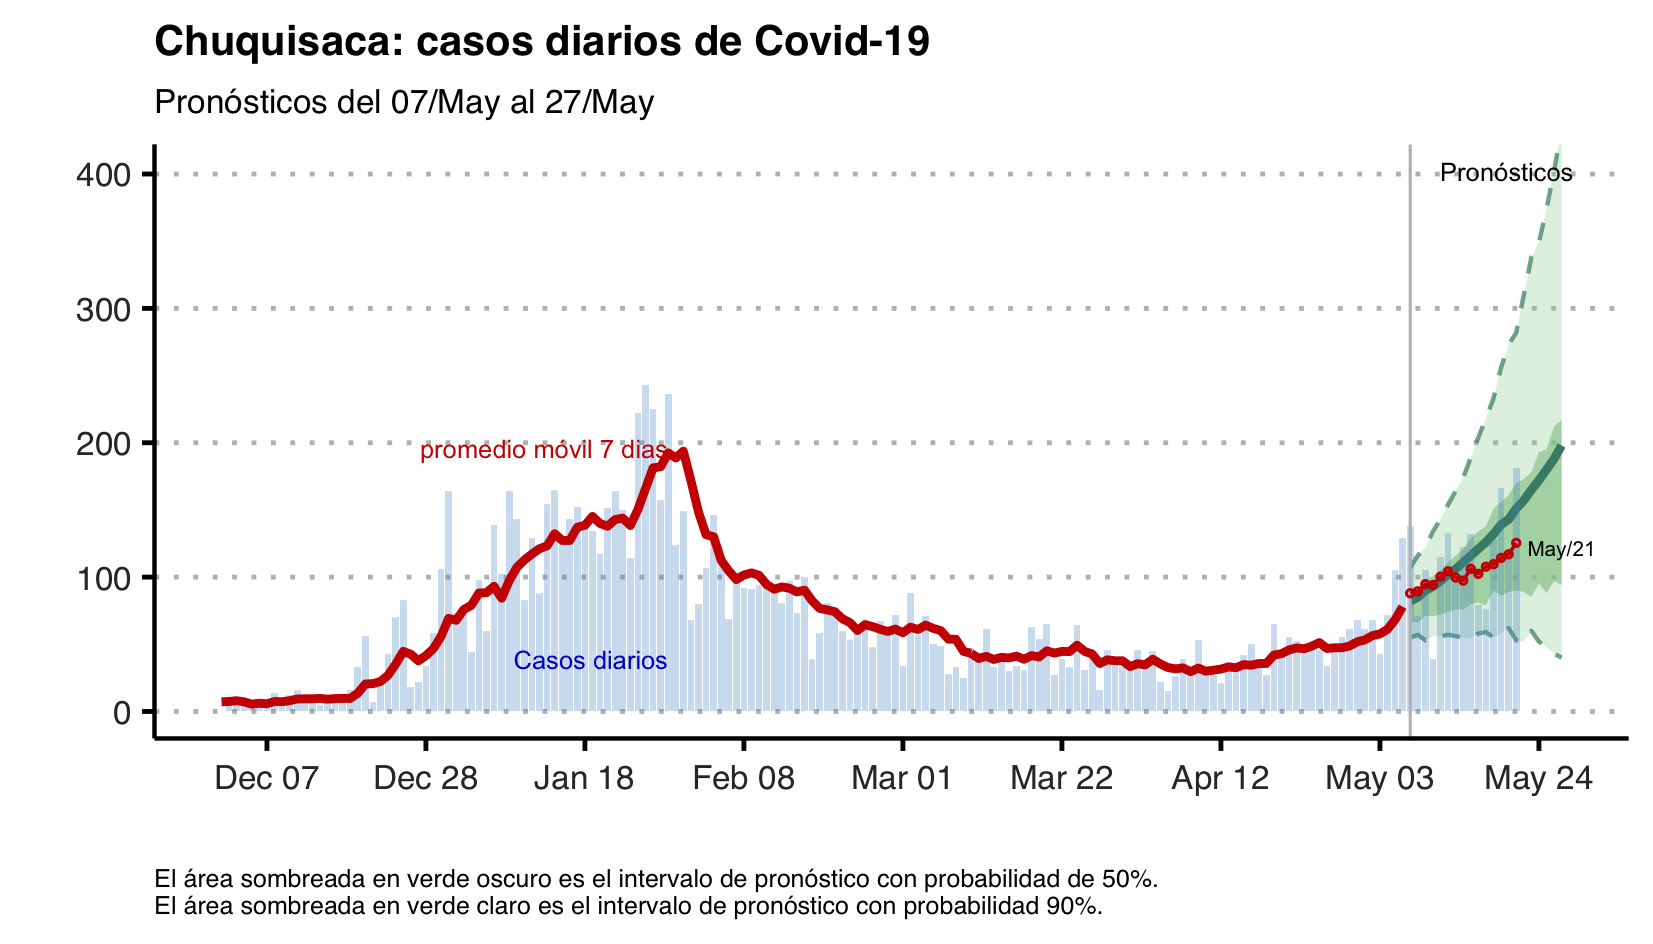 Chuquisaca: casos diarios de Covid-19
Pronósticos del 07/May al 27/May
400
Pronósticos
300
200
promedio móvil 7 dias
100
May/21
Casos diarios
0
Dec 07 Dec 28 Jan 18 Feb 08 Mar 01 Mar 22 Apr 12 May 03 May 24
El área sombreada en verde oscuro es el intervalo de pronóstico con probabilidad de 50%.
El área sombreada en verde claro es el intervalo de pronóstico con probabilidad 90%.